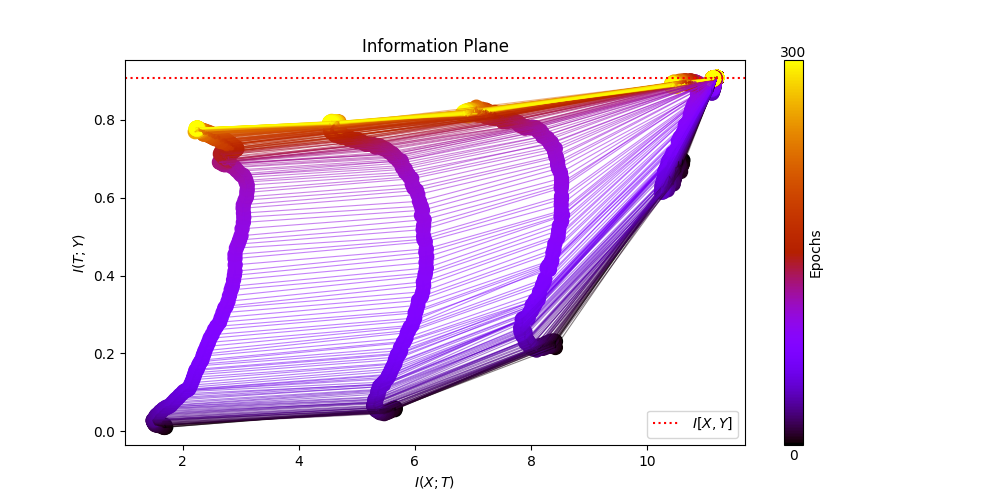 Information Plane
300
0.8
0.6
0.4
0.2
0.0
I(T; Y)
I[X, Y]
2
4
6
8
10
I(X; T)
Epochs
0